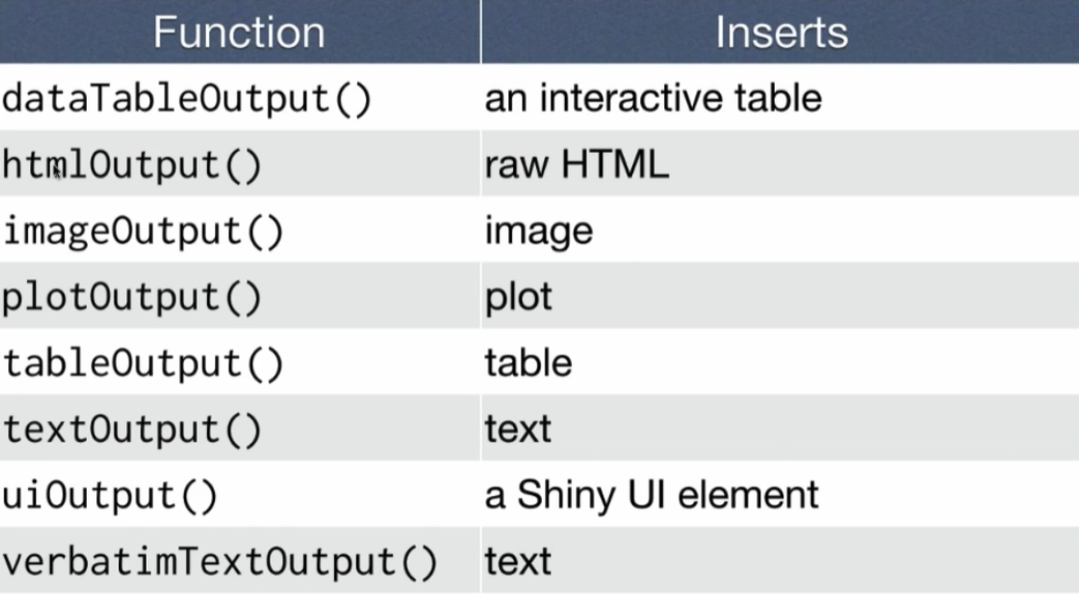 Function Inserts
dataTableOutput() an interactive table
htmlOutput() raw HTML
imageOutput() image
plotOutput() plot
tableOutput() table
textOutput() text
uiOutput() a Shiny UI element
verbatimTextOutput() text